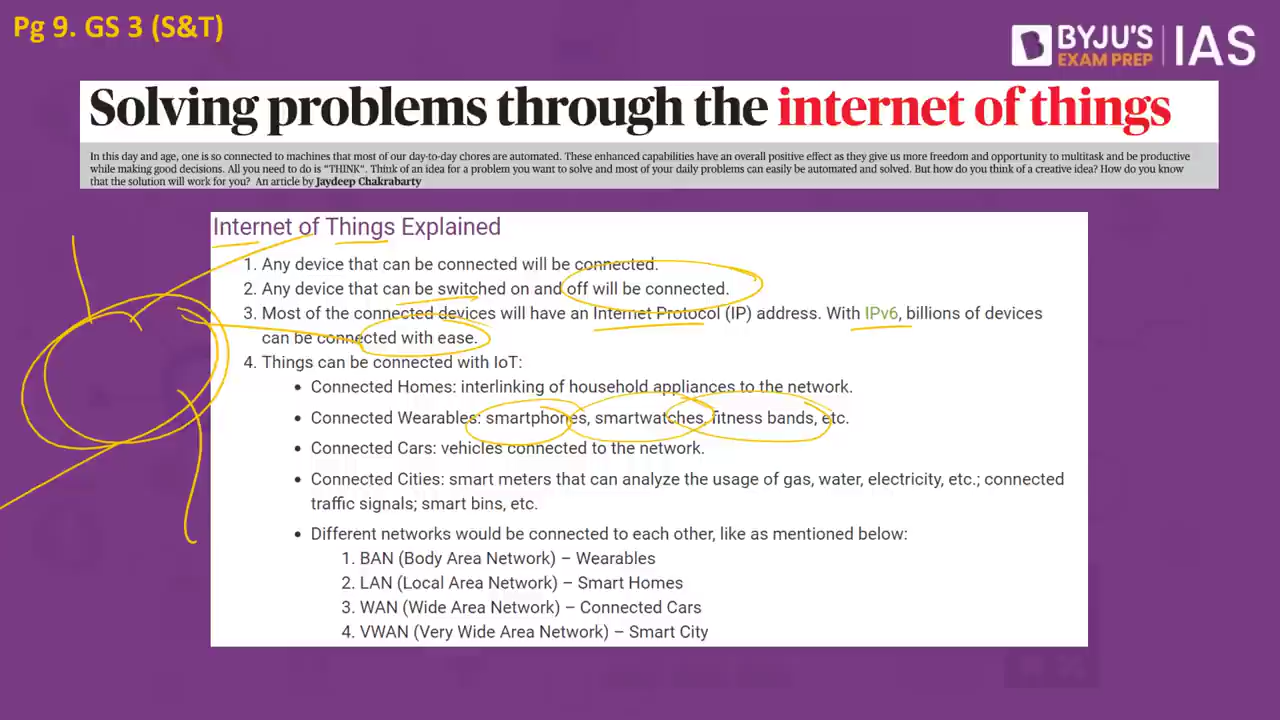 Pg 9. GS 3 (S&T)
BYJU'S
EXAM PREP
IAS
Solving problems through the internet of things
In this day and age, one is so connected to machines that most of our day-to-day chores are automated. These enhanced capabilities have an overall positive effect as they give us more freedom and opportunity to multitask and be productive
while making good decisions. All you need to do is "THINK". Think of an idea for a problem you want to solve and most of your daily problems can easily be automated and solved. But how do you think of a creative idea? How do you know
that the solution will work for you? An article by Jaydeep Chakrabarty
Internet of Things Explained
1. Any device that can be connected will be connected.
2. Any device that can be switched on and off will be connected.
3. Most of the connected devices will have an Internet Protocol (IP) address. With IPv6, billions of devices
can be connected with ease.
4. Things can be connected with IoT:
• Connected Homes: interlinking of household appliances to the network.
• Connected Wearables: smartphones, smartwatches, fitness bands, etc.
• Connected Cars: vehicles connected to the network.
• Connected Cities: smart meters that can analyze the usage of gas, water, electricity, etc.; connected
traffic signals; smart bins, etc.
• Different networks would be connected to each other, like as mentioned below:
1. BAN (Body Area Network) – Wearables
2. LAN (Local Area Network) – Smart Homes
3. WAN (Wide Area Network) – Connected Cars
4. VWAN (Very Wide Area Network) – Smart City